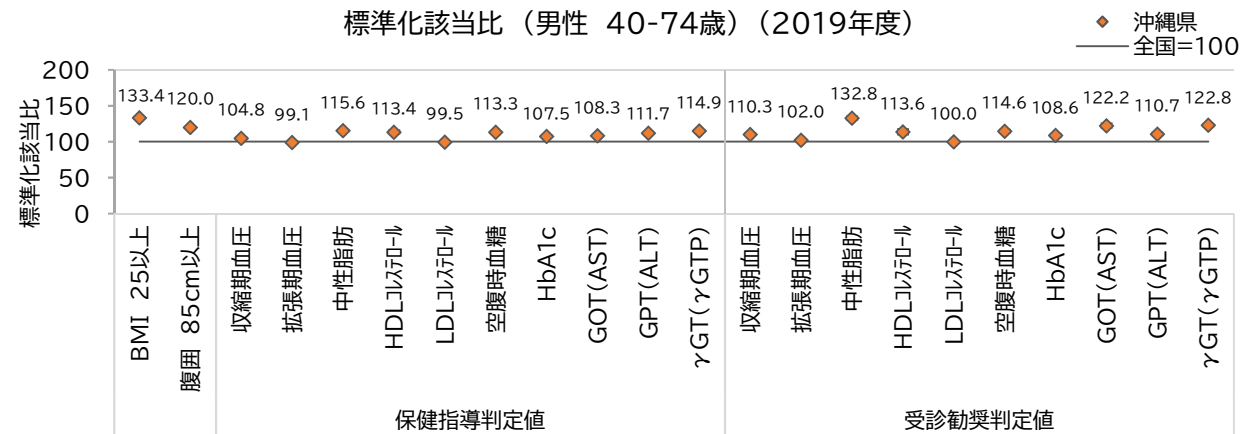 標準化該当比 （男性 40-74歳）（2019年度）
沖縄県
全国=100
標準化該当比
200
150
100
50
0
133.4
120.0
104.8
99.1
115.6
113.4
99.5
113.3
107.5
108.3
111.7
114.9
110.3
102.0
132.8
113.6
100.0
114.6
108.6
122.2
110.7
122.8
BMI 25以上
腹囲 85cm以上
収縮期血圧
拡張期血圧
中性脂肪
HDLｺﾚｽﾃﾛｰﾙ
LDLｺﾚｽﾃﾛｰﾙ
空腹時血糖
HbA1c
GOT(AST)
GPT(ALT)
γGT(γGTP)
収縮期血圧
拡張期血圧
中性脂肪
HDLｺﾚｽﾃﾛｰﾙ
LDLｺﾚｽﾃﾛｰﾙ
空腹時血糖
HbA1c
GOT(AST)
GPT(ALT)
γGT(γGTP)
保健指導判定値
受診勧奨判定値